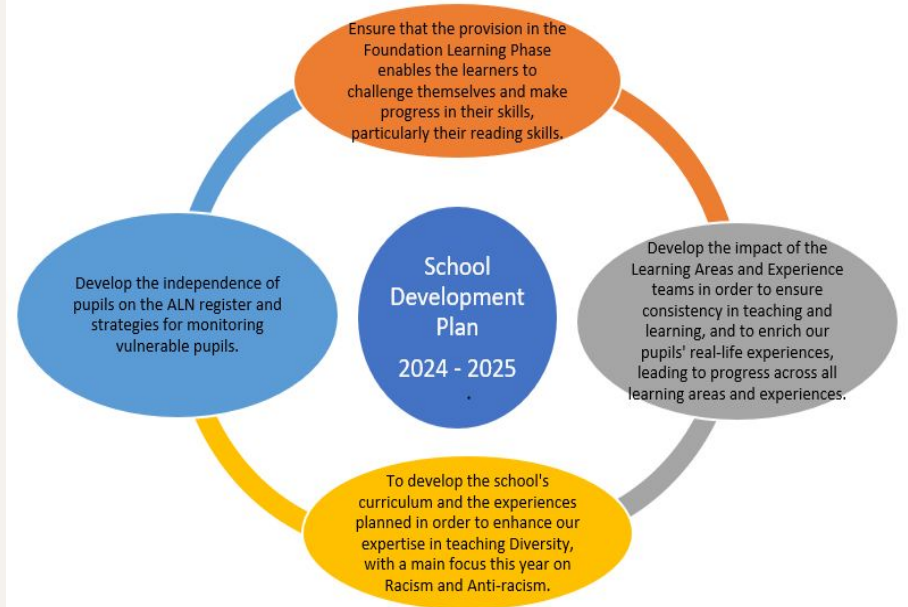 Ensure that the provision in the
Foundation Learning Phase
enables the learners to
challenge themselves and make
progress in their skills,
particularly their reading skills.
Develop the impact of the
Learning Areas and Experience
teams in order to ensure
consistency in teaching and
learning, and to enrich our
pupils' real-life experiences,
leading to progress across all
learning areas and experiences.
To develop the school's
curriculum and the experiences
planned in order to enhance our
expertise in teaching Diversity,
with a main focus this year on
Racism and Anti-racism.
Develop the independence of
pupils on the ALN register and
strategies for monitoring
vulnerable pupils.
School
Development
Plan
2024 - 2025
.